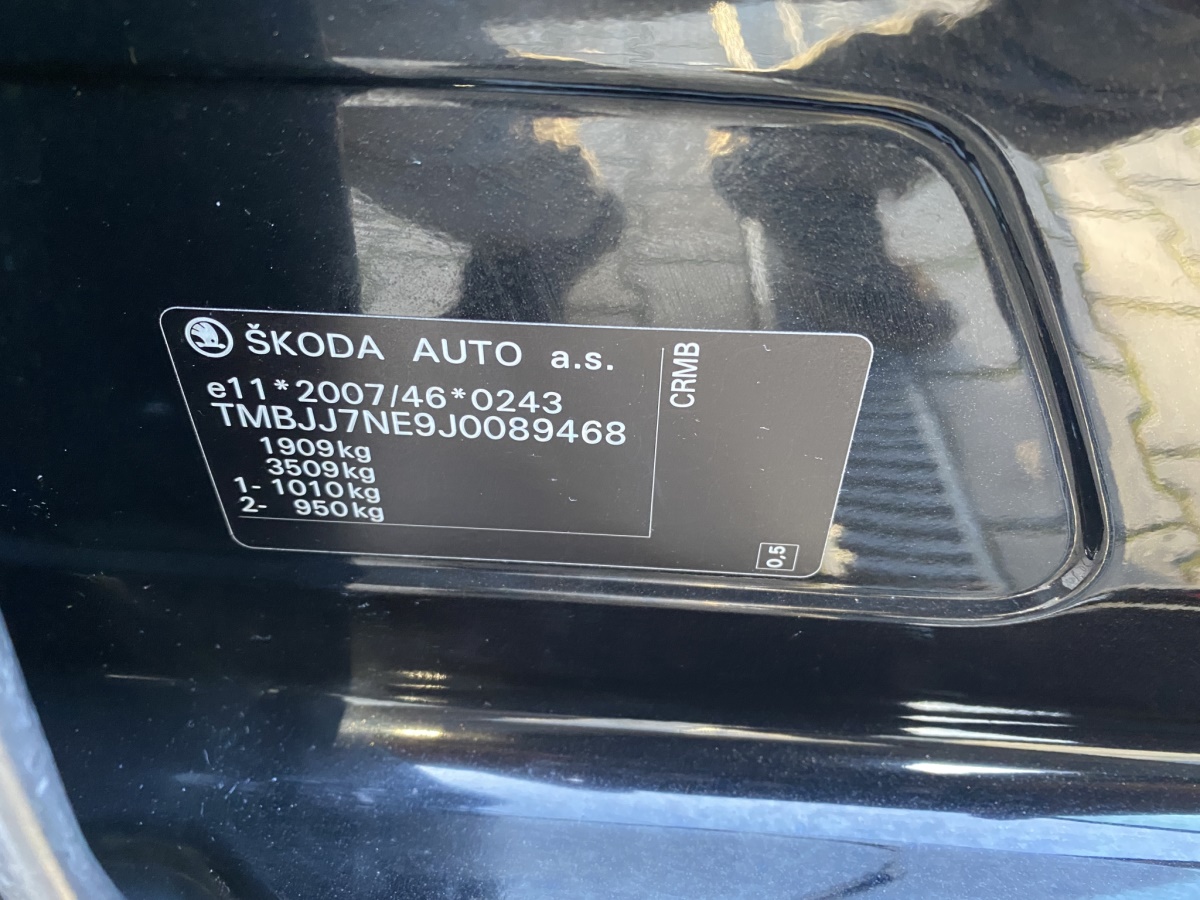 ŠKODA AUTO a.s.
e11*2007/46*0243
TMBJJ7NE9J0089468
1909kg
3509kg
1- 1010kg
2- 950kg
CRMB
0,5